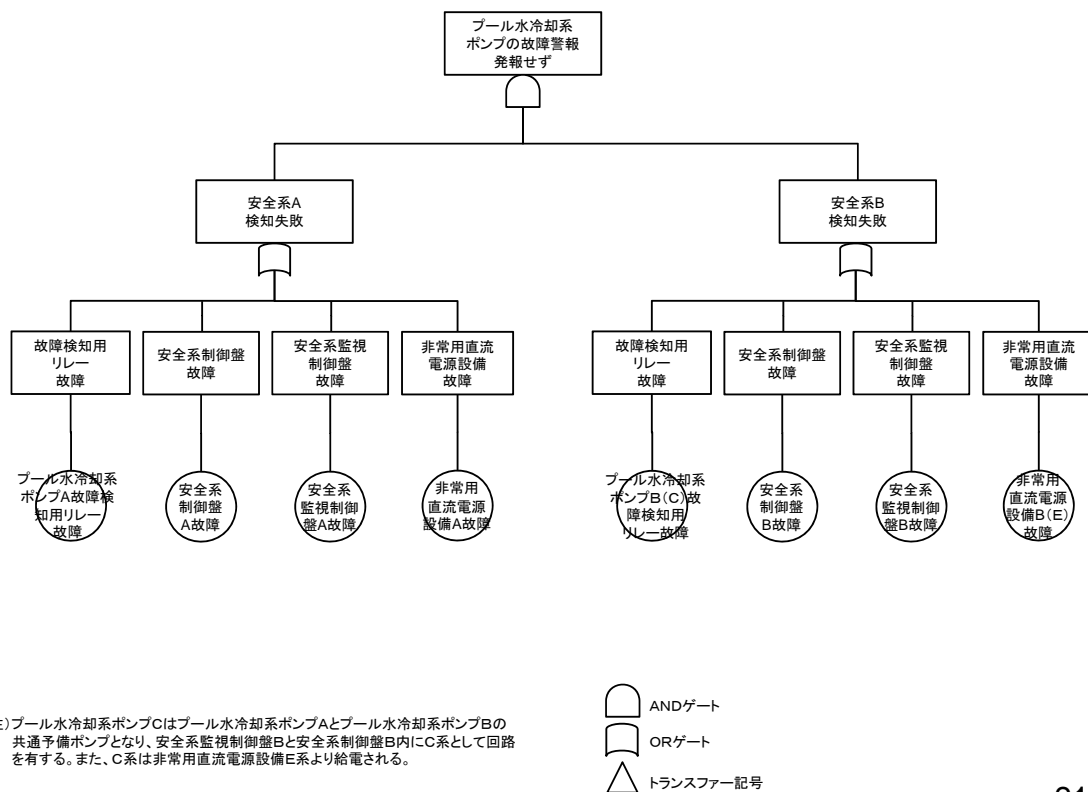 プール水冷却系
ポンプの故障警報
発報せず
安全系A
検知失敗
安全系B
検知失敗
故障検知用
リレー
故障
安全系制御盤
故障
安全系監視
制御盤
故障
非常用直流
電源設備
故障
故障検知用
リレー
故障
安全系制御盤
故障
安全系監視
制御盤
故障
非常用直流
電源設備
故障
プール水冷却系
ポンプA故障検
知用リレー
故障
安全系
制御盤
A故障
安全系
監視制御
盤A故障
非常用
直流電源
設備A故障
プール水冷却系
ポンプB(C)故
障検知用
リレー故障
安全系
制御盤
B故障
安全系
監視制御
盤B故障
非常用
直流電源
設備B(E)
故障
注)プール水冷却系ポンプCはプール水冷却系ポンプAとプール水冷却系ポンプBの
共通予備ポンプとなり、安全系監視制御盤Bと安全系制御盤B内にC系として回路
を有する。また、C系は非常用直流電源設備E系より給電される。
ANDゲート
ORゲート
トランスファー記号